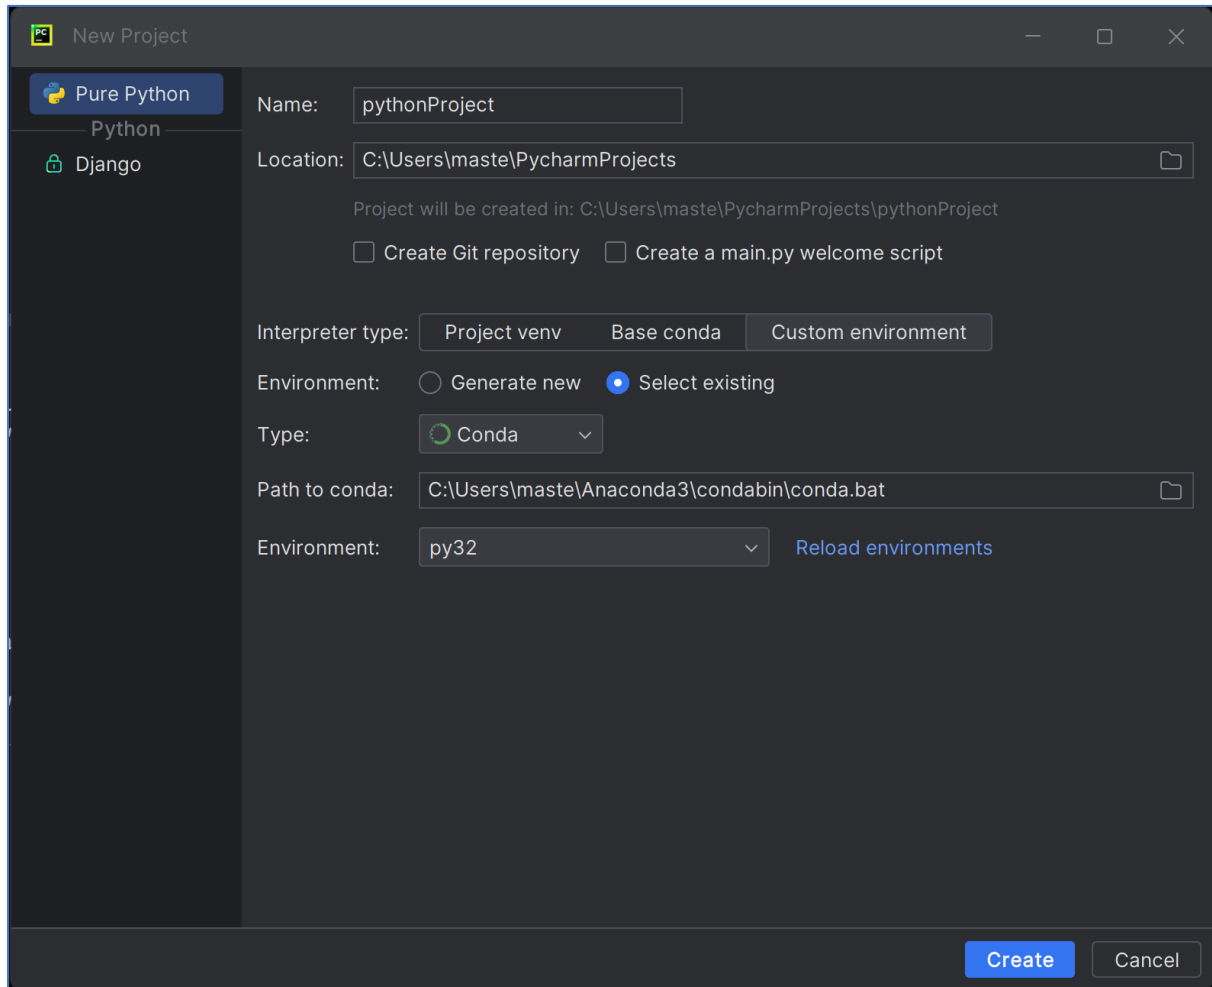 PC
New Project
Pure Python
Python
Django
Name: pythonProject
Location: C:\Users\maste\PycharmProjects
Project will be created in: C:\Users\maste\PycharmProjects\pythonProject
Create Git repository Create a main.py welcome script
Interpreter type: Project venv Base conda Custom environment
Environment: Generate new Select existing
Type: Conda
Path to conda: C:\Users\maste\Anaconda3\condabin\conda.bat
Environment: py32 Reload environments
Create Cancel